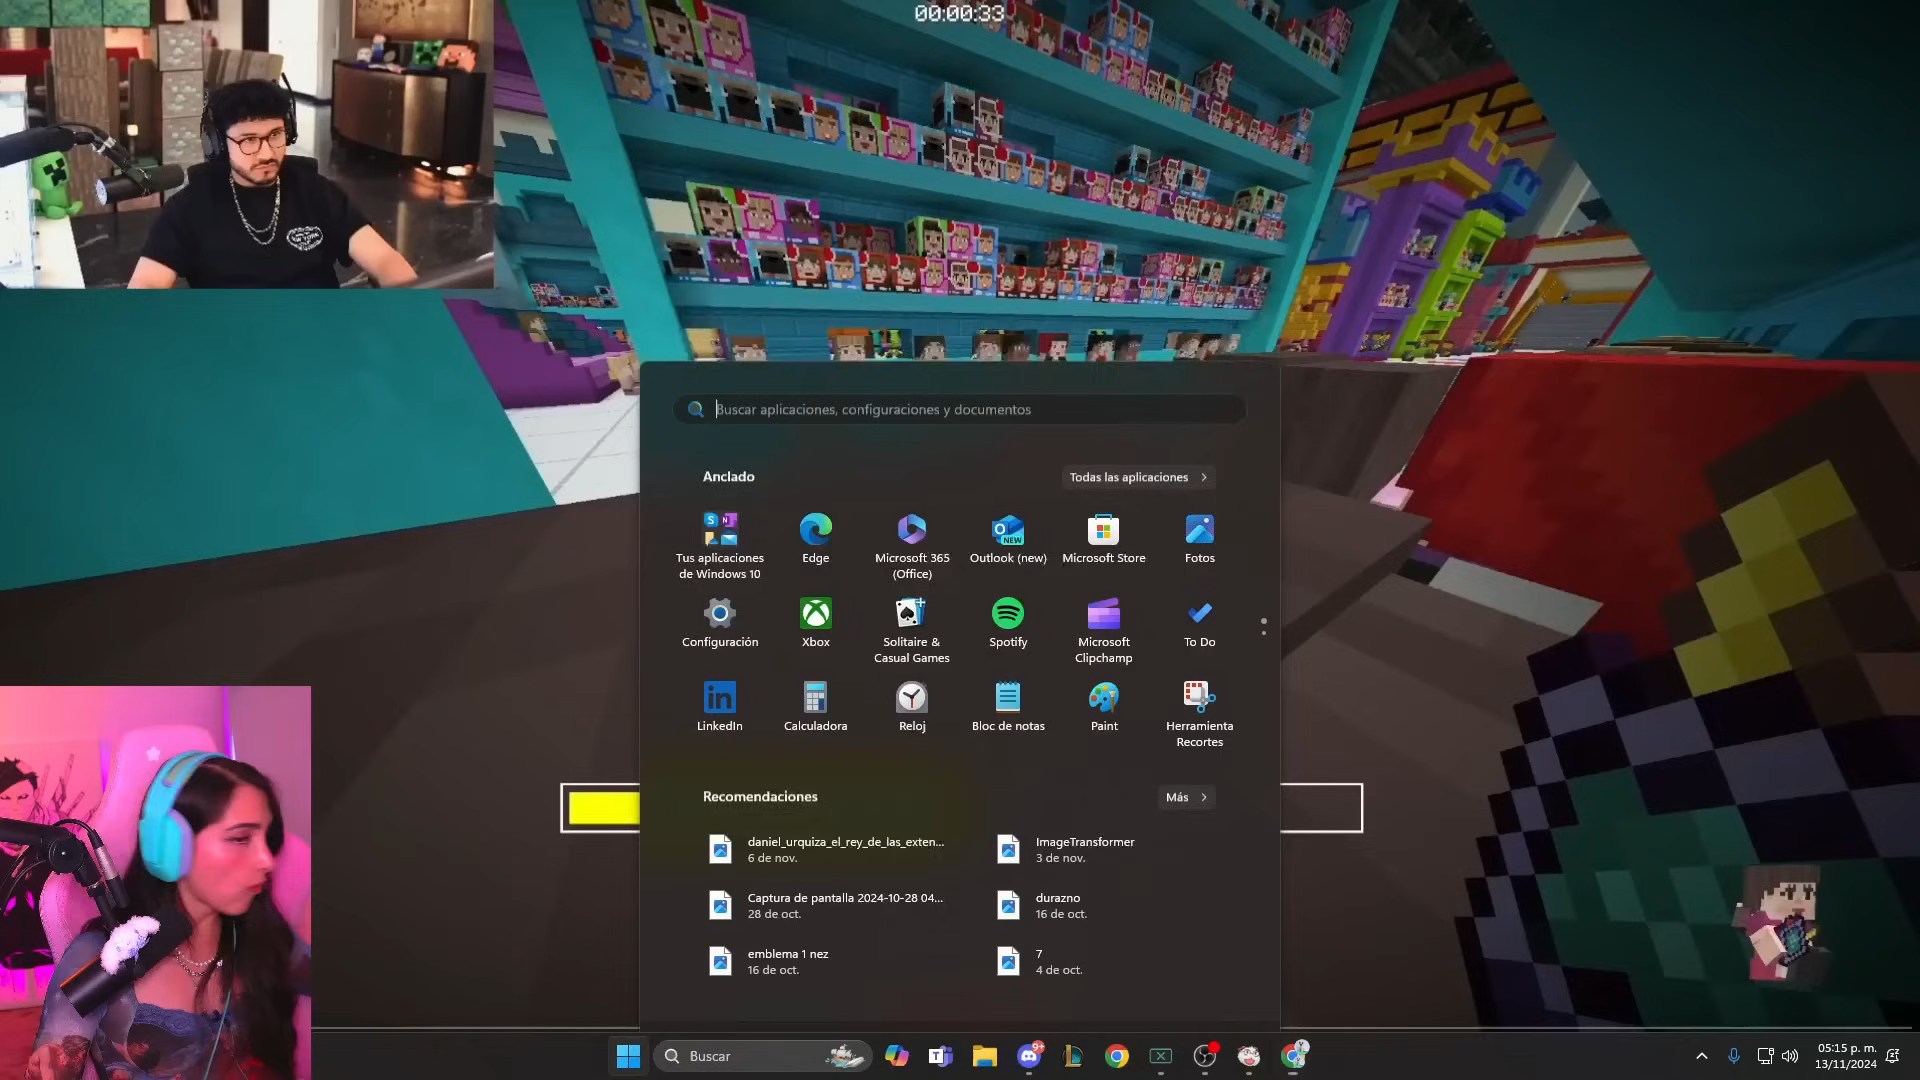 00:00:33
Buscar aplicaciones, configuraciones y documentos
Anclado
Todas las aplicaciones
Tus aplicaciones de Windows 10
Edge
Microsoft 365 (Office)
Outlook (new)
Microsoft Store
Fotos
Configuración
Xbox
Solitaire & Casual Games
Spotify
Microsoft Clipchamp
To Do
LinkedIn
Calculadora
Reloj
Bloc de notas
Paint
Herramienta Recortes
Recomendaciones
Más
daniel_urquiza_el_rey_de_las_exten...
6 de nov.
ImageTransformer
3 de nov.
Captura de pantalla 2024-10-28 04...
28 de oct.
durazno
16 de oct.
emblema 1 nez
16 de oct.
7
4 de oct.
Buscar
9+
05:15 p. m.
13/11/2024